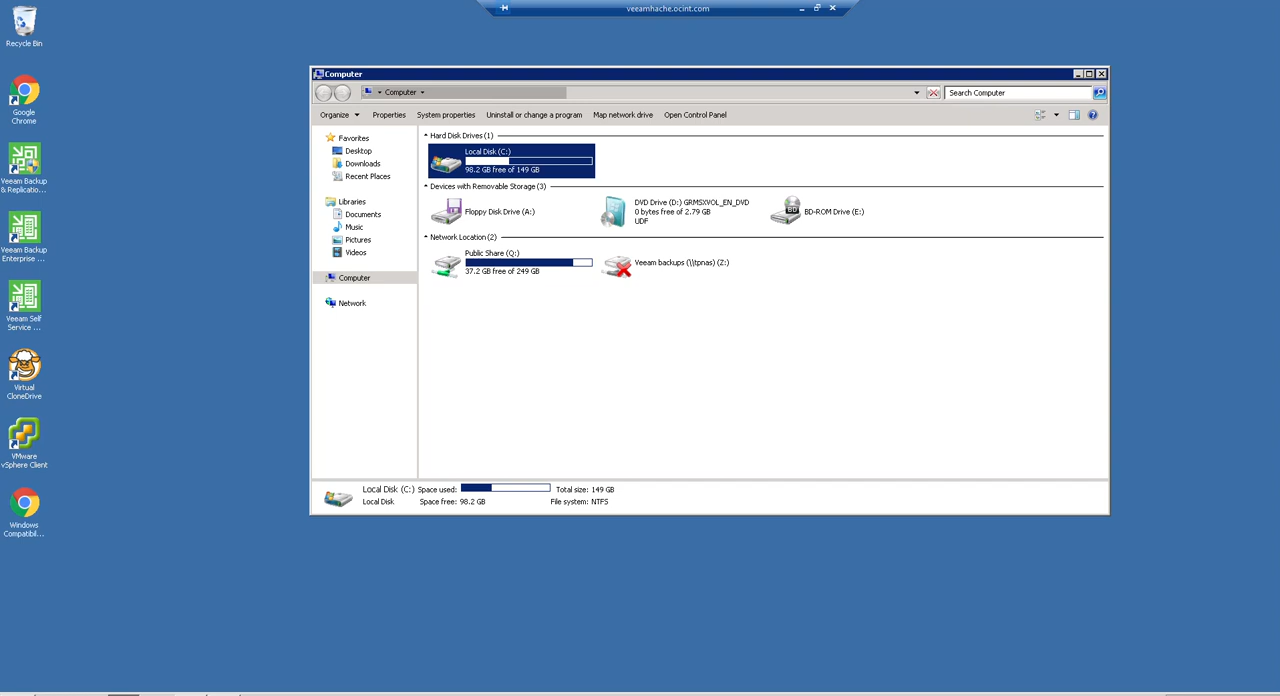 veeamhache.ocint.com
Recycle Bin
Google
Chrome
Veeam Backup
& Replicatio...
Veeam Backup
Enterprise ...
Veeam Self
Service ...
Virtual
CloneDrive
VMware
vSphere Client
Windows
Compatibil...
Computer
Computer
Search Computer
Organize
Properties
System properties
Uninstall or change a program
Map network drive
Open Control Panel
Favorites
Desktop
Downloads
Recent Places
Libraries
Documents
Music
Pictures
Videos
Computer
Network
Hard Disk Drives (1)
Local Disk (C:)
98.2 GB free of 149 GB
Devices with Removable Storage (3)
Floppy Disk Drive (A:)
DVD Drive (D:) GRMSXVOL_EN_DVD
0 bytes free of 2.79 GB
UDF
BD
BD-ROM Drive (E:)
Network Location (2)
Public Share (Q:)
37.2 GB free of 249 GB
Veeam backups (\\tpnas) (Z:)
Local Disk (C:) Space used: Total size: 149 GB
Local Disk Space free: 98.2 GB File system: NTFS